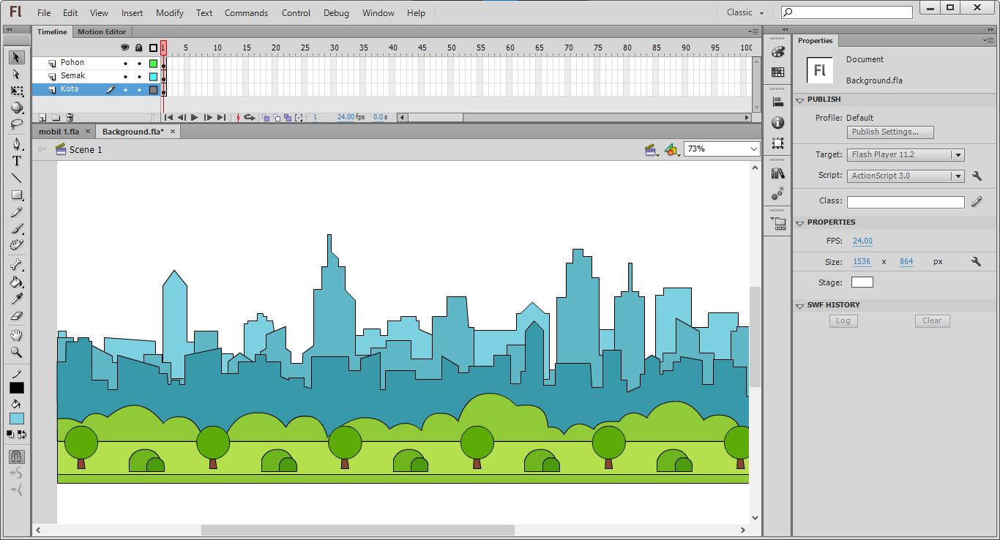 Fl File Edit View Insert Modify Text Commands Control Debug Window Help Classic
Timeline Motion Editor
1 5 10 15 20 25 30 35 40 45 50 55 60 65 70 75 80 85 90 95 100
Pohon
Semak
Kota
1 24.00 fps 0.0 s
mobil 1.fla × Background.fla* ×
Scene 1
73%
T
Properties
Fl
Document
Background.fla
PUBLISH
Profile: Default
Publish Settings...
Target: Flash Player 11.2
Script: ActionScript 3.0
Class:
PROPERTIES
FPS: 24.00
Size: 1536 x 864 px
Stage:
SWF HISTORY
Log Clear